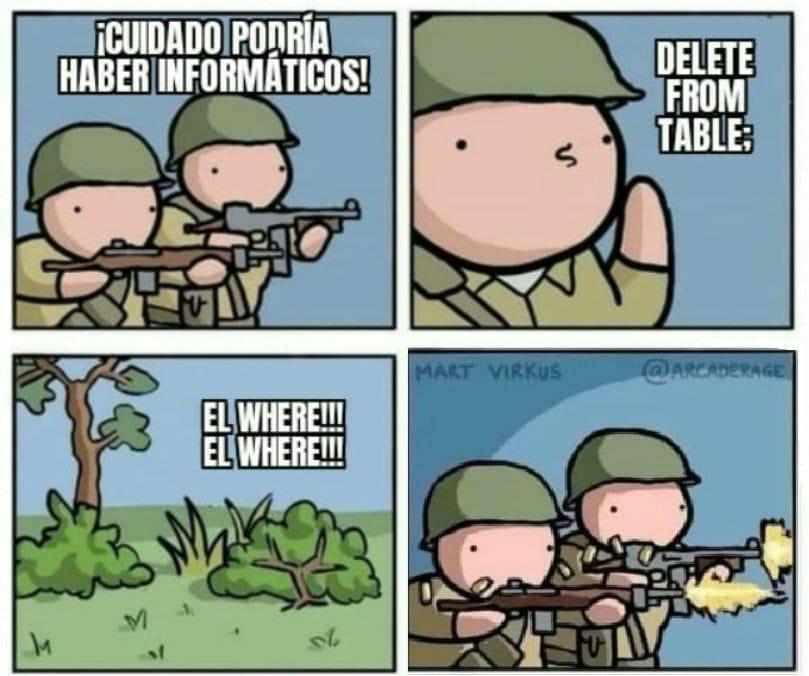 ¡CUIDADO PODRÍA
HABER INFORMÁTICOS!
DELETE
FROM
TABLE;
EL WHERE!!!
EL WHERE!!!
MART VIRKUS @ARCADERAGE